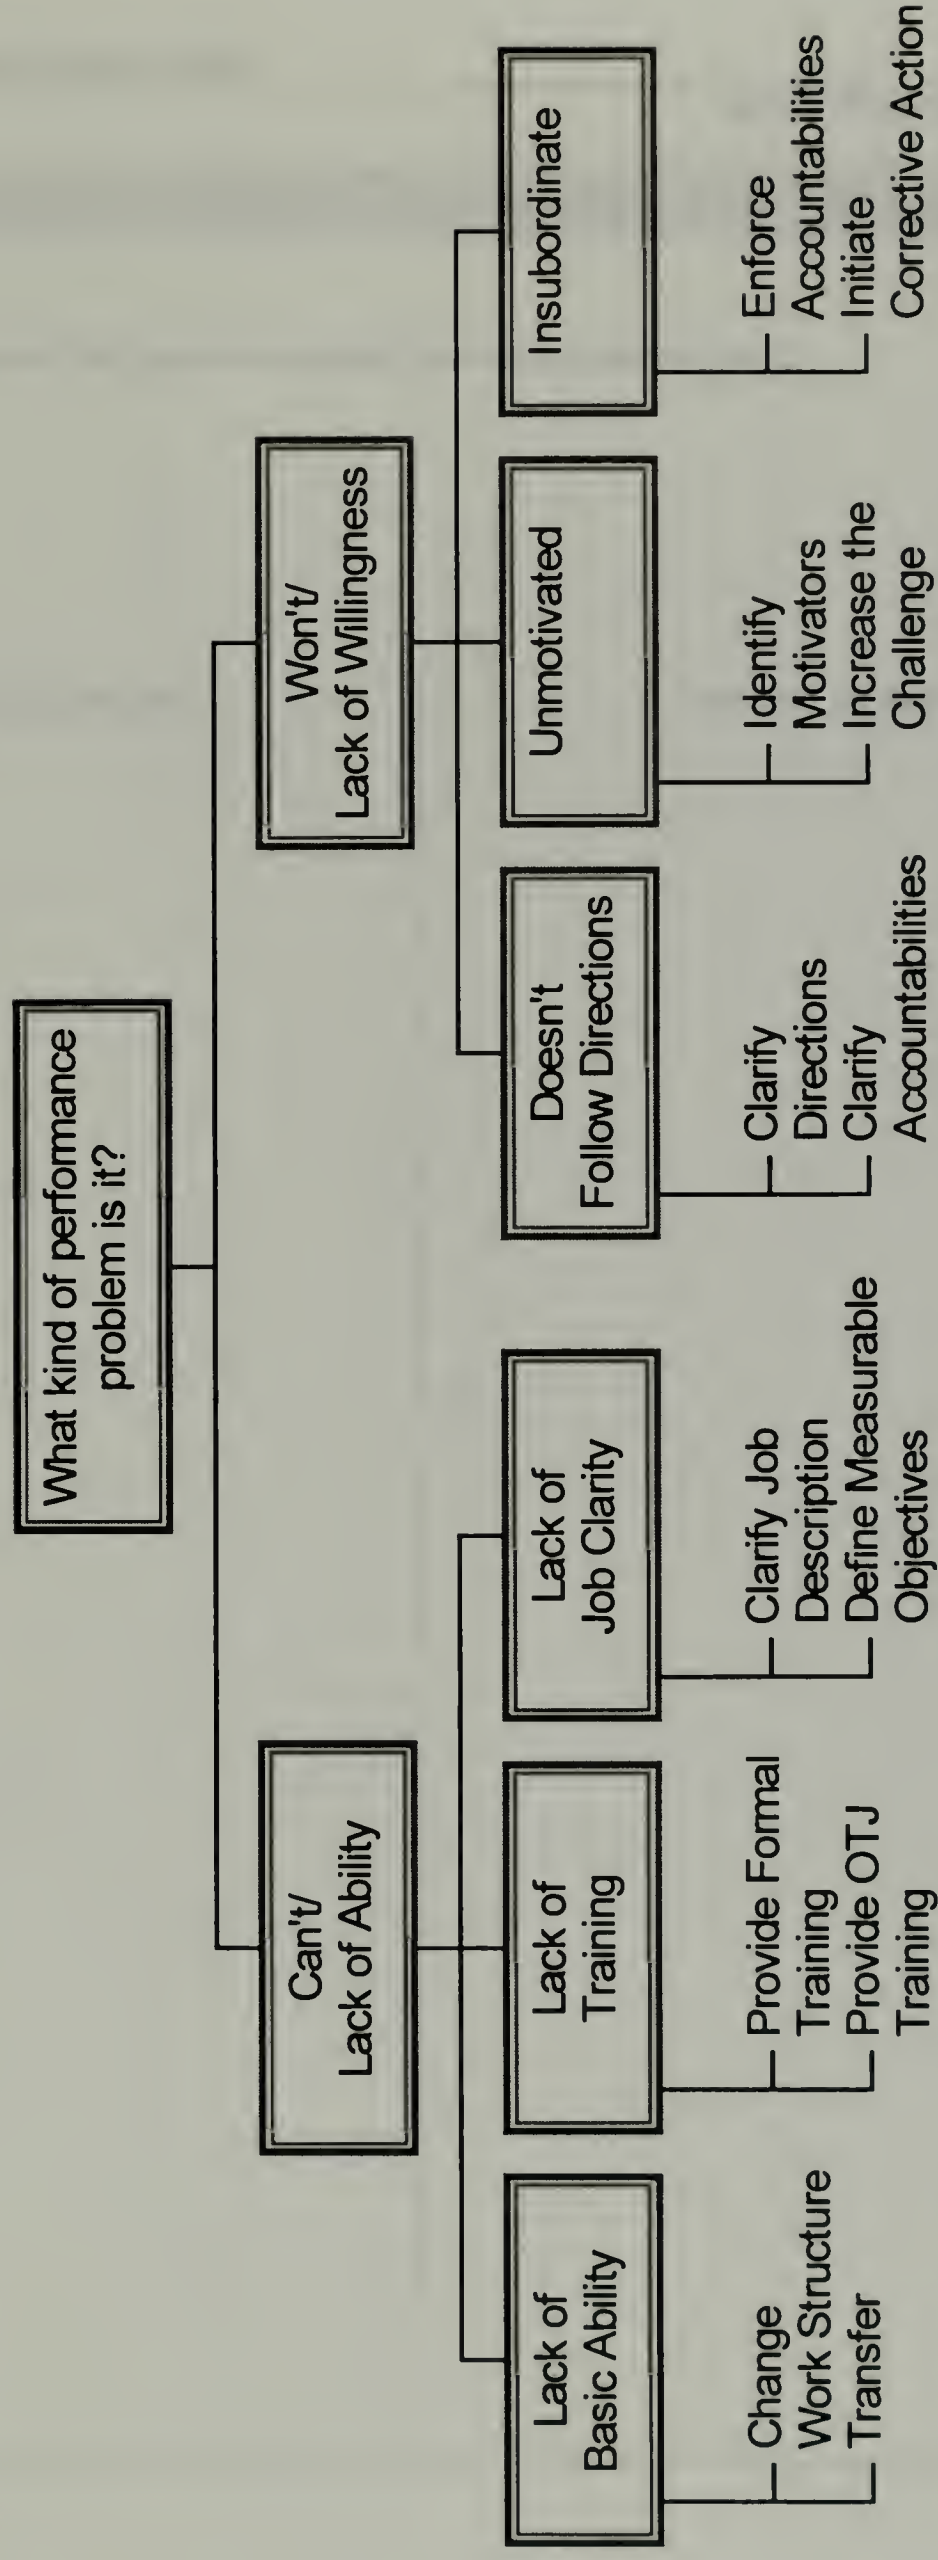 What kind of performance
problem is it?
Can't/
Lack of Ability
Won't/
Lack of Willingness
Lack of
Basic Ability
Lack of
Training
Lack of
Job Clarity
Doesn't
Follow Directions
Unmotivated
Insubordinate
Change
Work Structure
Transfer
Provide Formal
Training
Provide OTJ
Training
Clarify Job
Description
Define Measurable
Objectives
Clarify
Directions
Clarify
Accountabilities
Identify
Motivators
Increase the
Challenge
Enforce
Accountabilities
Initiate
Corrective Action